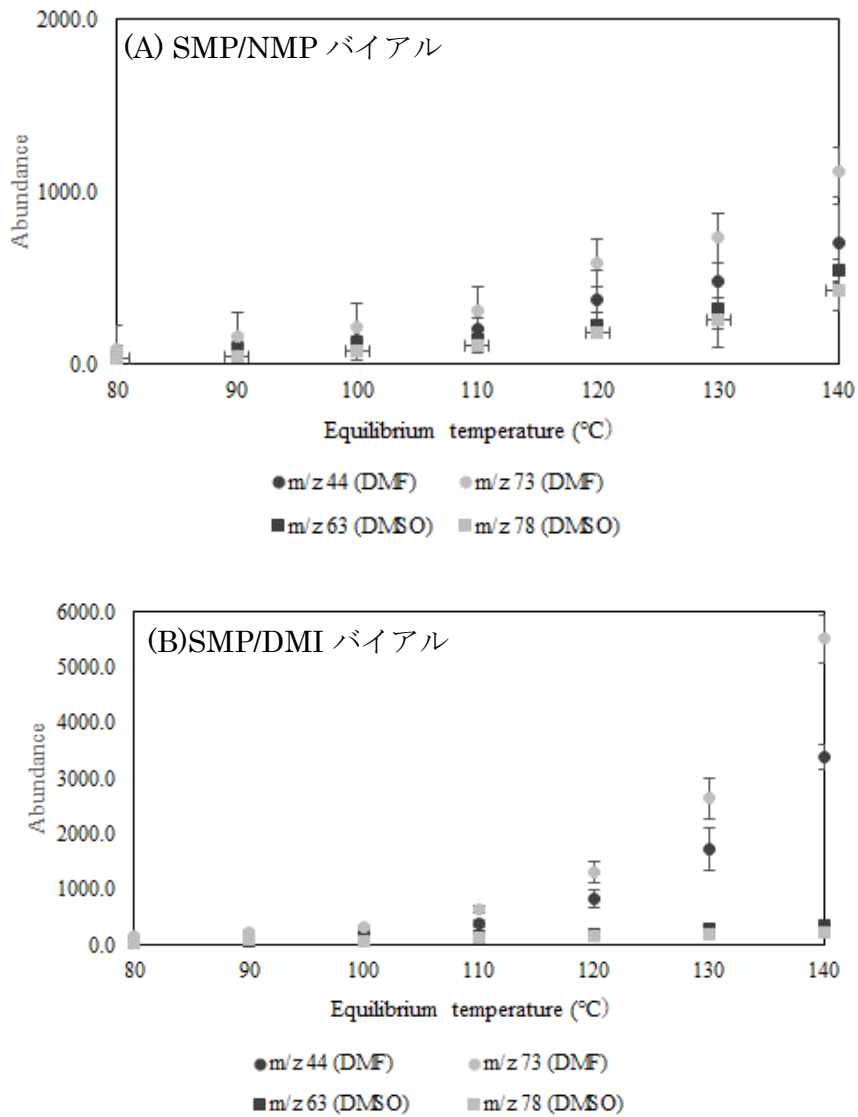 (A) SMP/NMP バイアル
2000.0
1000.0
0.0
Abundance
80 90 100 110 120 130 140
Equilibrium temperature (℃)
m/z 44 (DMF) m/z 73 (DMF)
m/z 63 (DMSO) m/z 78 (DMSO)
(B)SMP/DMI バイアル
6000.0
5000.0
4000.0
3000.0
2000.0
1000.0
0.0
Abundance
80 90 100 110 120 130 140
Equilibrium temperature (℃)
m/z 44 (DMF) m/z 73 (DMF)
m/z 63 (DMSO) m/z 78 (DMSO)